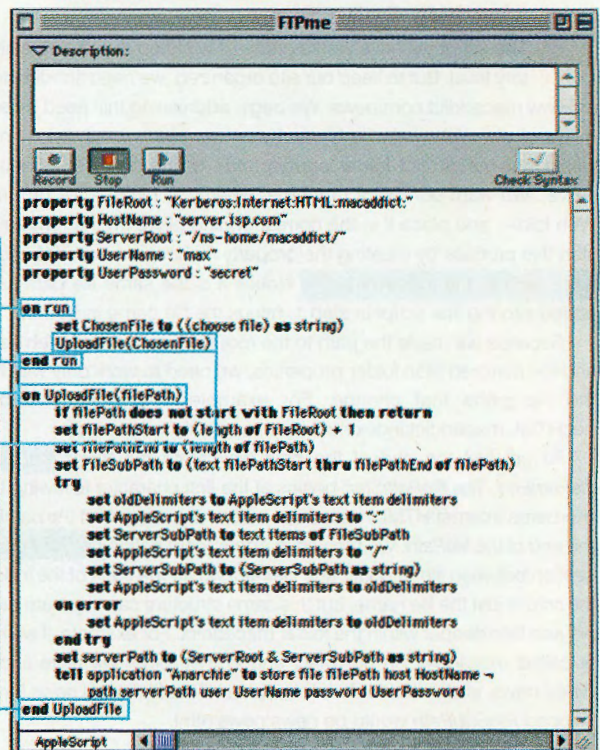 FTPme
Description:
Record Stop Run Check Syntax
property FileRoot : "Kerberos:Internet:HTML:macaddict:"
property HostName : "server.isp.com"
property ServerRoot : "/ns-home/macaddict/"
property UserName : "max"
property UserPassword : "secret"
on run
set ChosenFile to ((choose file) as string)
UploadFile(ChosenFile)
end run
on UploadFile(filePath)
if filePath does not start with FileRoot then return
set filePathStart to (length of FileRoot) + 1
set filePathEnd to (length of filePath)
set FileSubPath to (text filePathStart thru filePathEnd of filePath)
try
set oldDelimiters to AppleScript's text item delimiters
set AppleScript's text item delimiters to ":"
set ServerSubPath to text items of FileSubPath
set AppleScript's text item delimiters to "/"
set ServerSubPath to (ServerSubPath as string)
set AppleScript's text item delimiters to oldDelimiters
on error
set AppleScript's text item delimiters to oldDelimiters
end try
set serverPath to (ServerRoot & ServerSubPath as string)
tell application "Anarchie" to store file filePath host HostName ¬
path serverPath user UserName password UserPassword
end UploadFile
AppleScript